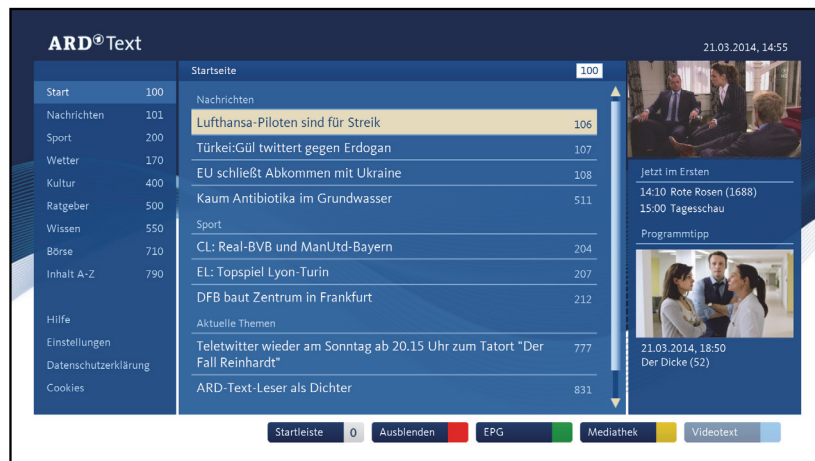 ARD Text
21.03.2014, 14:55
Startseite 100
Start 100
Nachrichten 101
Sport 200
Wetter 170
Kultur 400
Ratgeber 500
Wissen 550
Börse 710
Inhalt A-Z 790
Hilfe
Einstellungen
Datenschutzerklärung
Cookies
Nachrichten
Lufthansa-Piloten sind für Streik 106
Türkei:Gül twittert gegen Erdogan 107
EU schließt Abkommen mit Ukraine 108
Kaum Antibiotika im Grundwasser 511
Sport
CL: Real-BVB und ManUtd-Bayern 204
EL: Topspiel Lyon-Turin 207
DFB baut Zentrum in Frankfurt 212
Aktuelle Themen
Teletwitter wieder am Sonntag ab 20.15 Uhr zum Tatort "Der 777
Fall Reinhardt"
ARD-Text-Leser als Dichter 831
Jetzt im Ersten
14:10 Rote Rosen (1688)
15:00 Tagesschau
Programmtipp
21.03.2014, 18:50
Der Dicke (52)
Startleiste 0 Ausblenden EPG Mediathek Videotext